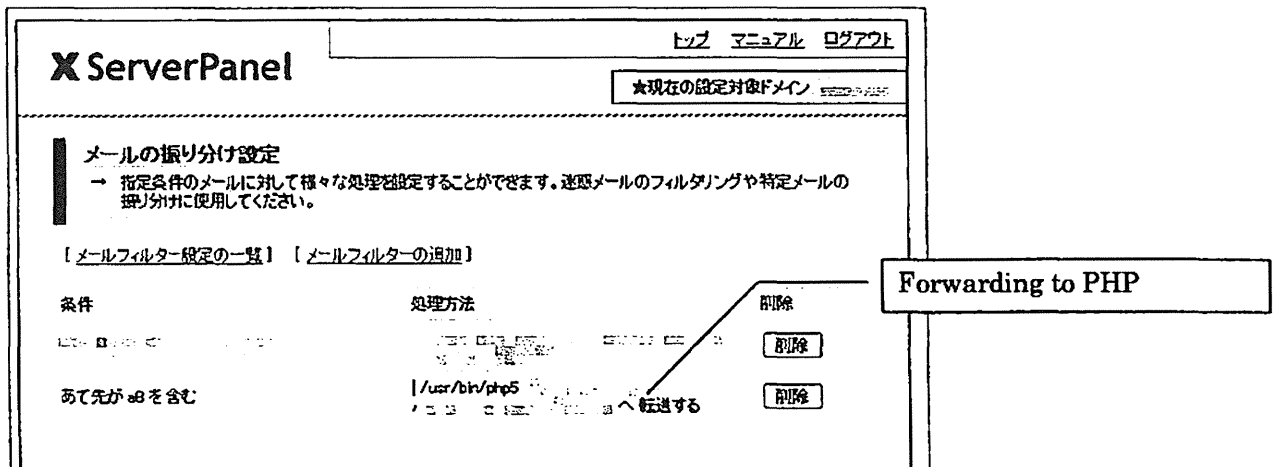 トップ マニュアル ログアウト
X ServerPanel
★現在の設定対象ドメイン
メールの振り分け設定
→ 指定条件のメールに対して様々な処理を設定することができます。迷惑メールのフィルタリングや特定メールの
振り分けに使用してください。
[メールフィルター設定の一覧] [メールフィルターの追加]
Forwarding to PHP
条件 処理方法 削除
削除
あて先が a8 を含む |/usr/bin/php5 削除
へ転送する